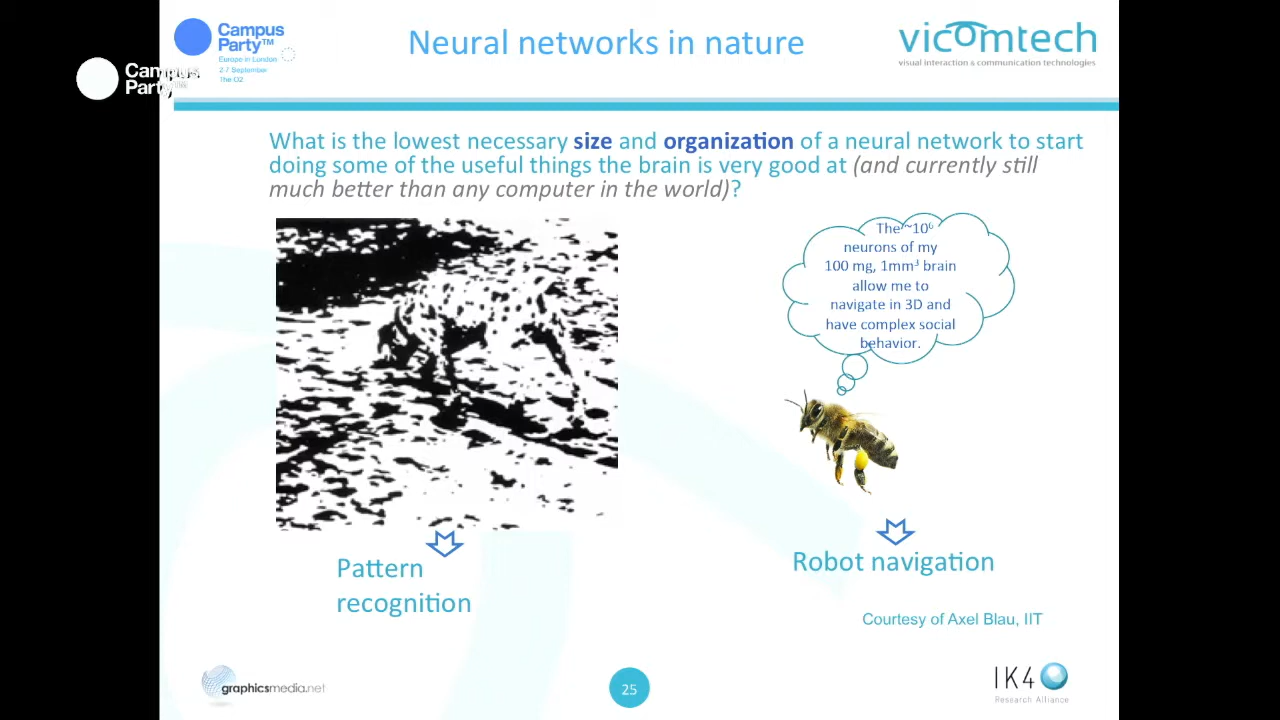 Campus
Party™
Europe in London
2-7 September
The O2
Neural networks in nature
vicomtech
visual interaction & communication technologies
Campus
Party™
What is the lowest necessary size and organization of a neural network to start
doing some of the useful things the brain is very good at (and currently still
much better than any computer in the world)?
The ~10⁶
neurons of my
100 mg, 1mm³ brain
allow me to
navigate in 3D and
have complex social
behavior.
Pattern
recognition
Robot navigation
Courtesy of Axel Blau, IIT
graphicsmedia.net
25
IK4
Research Alliance